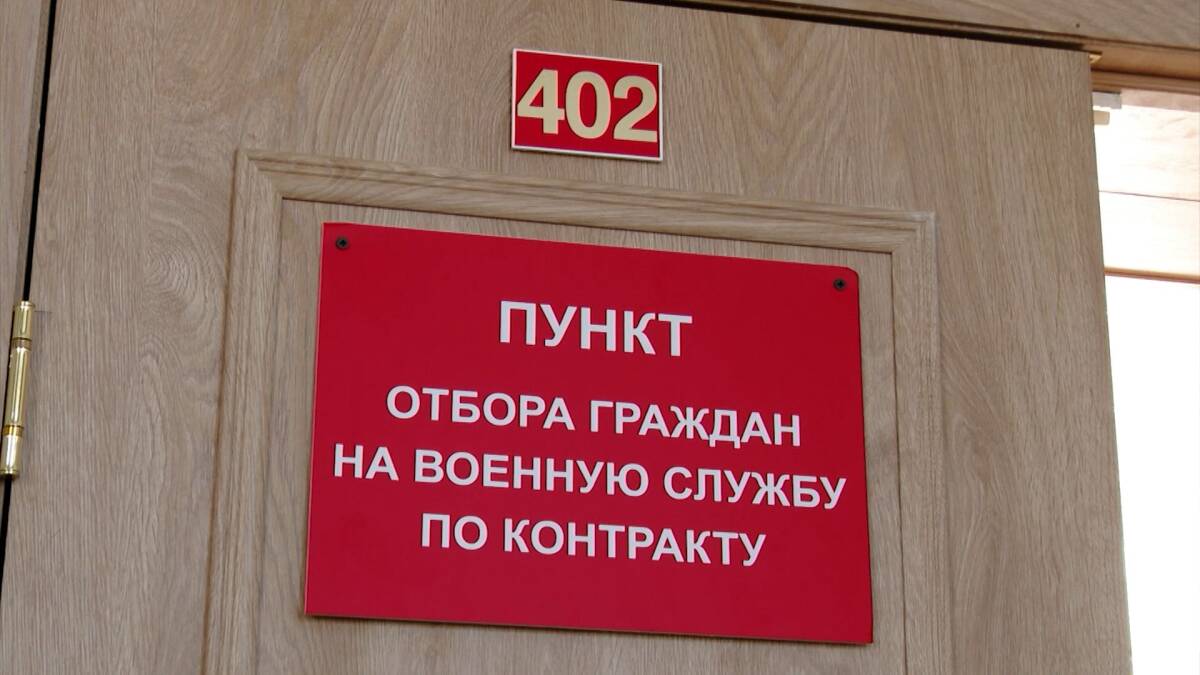 402
ПУНКТ
ОТБОРА ГРАЖДАН
НА ВОЕННУЮ СЛУЖБУ
ПО КОНТРАКТУ